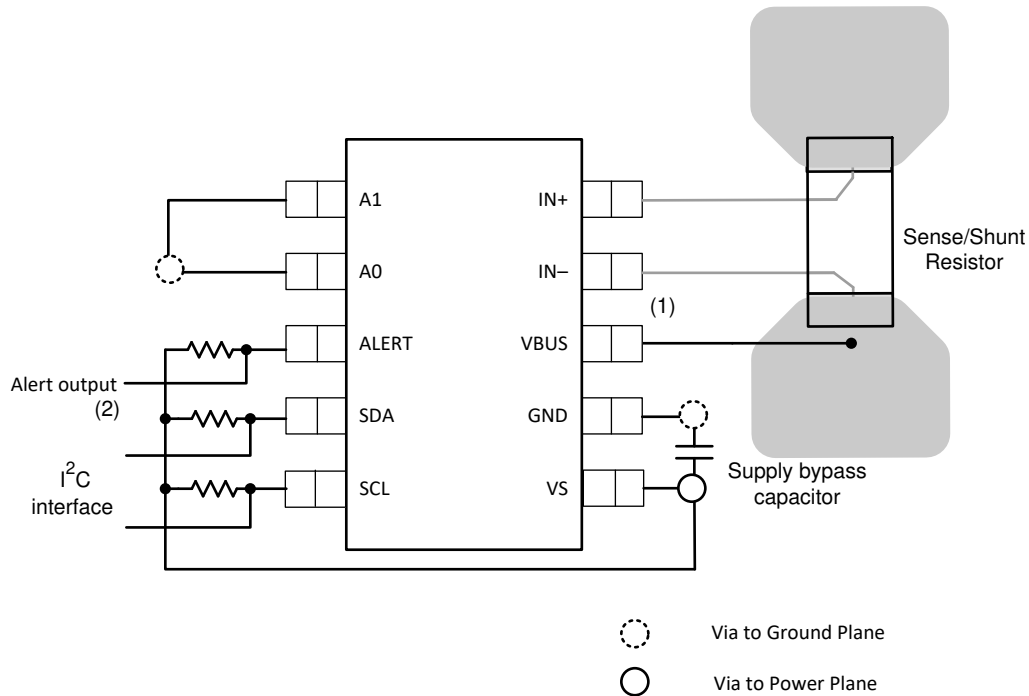 A1
A0
ALERT
SDA
SCL
IN+
IN–
VBUS
GND
VS
(1)
Sense/Shunt
Resistor
Alert output
(2)
I²C
interface
Supply bypass
capacitor
Via to Ground Plane
Via to Power Plane